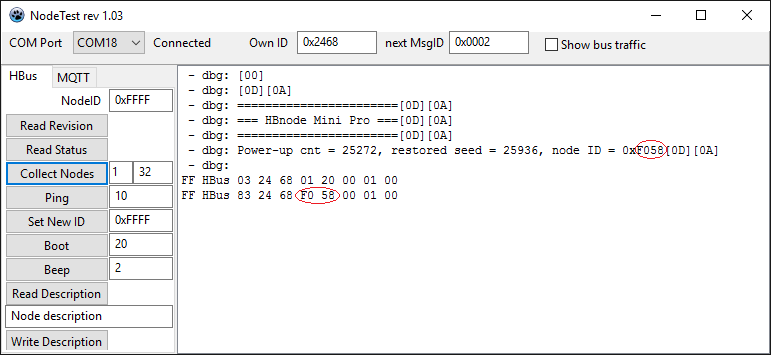 NodeTest rev 1.03
COM Port COM18 Connected Own ID 0x2468 next MsgID 0x0002 Show bus traffic
HBus MQTT
NodeID 0xFFFF
Read Revision
Read Status
Collect Nodes 1 32
Ping 10
Set New ID 0xFFFF
Boot 20
Beep 2
Read Description
Node description
Write Description
- dbg: [00]
- dbg: [0D][0A]
- dbg: =======================[0D][0A]
- dbg: === HBnode Mini Pro ===[0D][0A]
- dbg: =======================[0D][0A]
- dbg: Power-up cnt = 25272, restored seed = 25936, node ID = 0xF058[0D][0A]
- dbg:
FF HBus 03 24 68 01 20 00 01 00
FF HBus 83 24 68 F0 58 00 01 00